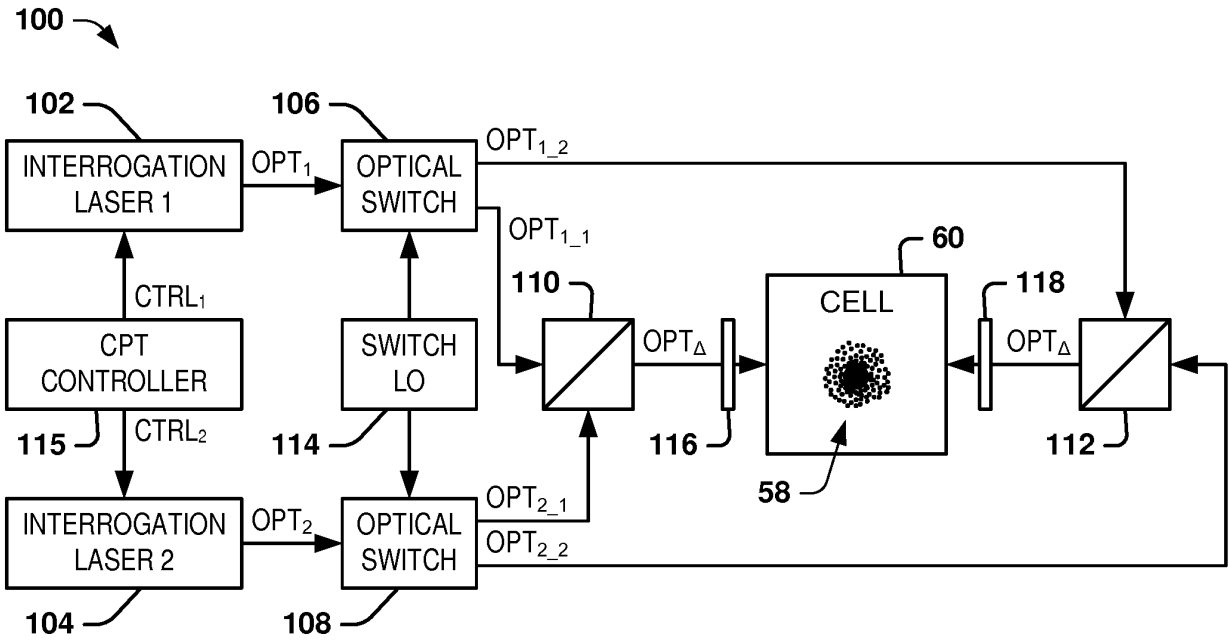 100
102
106
OPT1_2
INTERROGATION
LASER 1
OPT1
OPTICAL
SWITCH
OPT1_1
60
110
118
CTRL1
CELL
CPT
CONTROLLER
SWITCH
LO
OPTΔ
OPTΔ
115
CTRL2
114
116
112
58
INTERROGATION
LASER 2
OPT2
OPTICAL
SWITCH
OPT2_1
OPT2_2
104
108